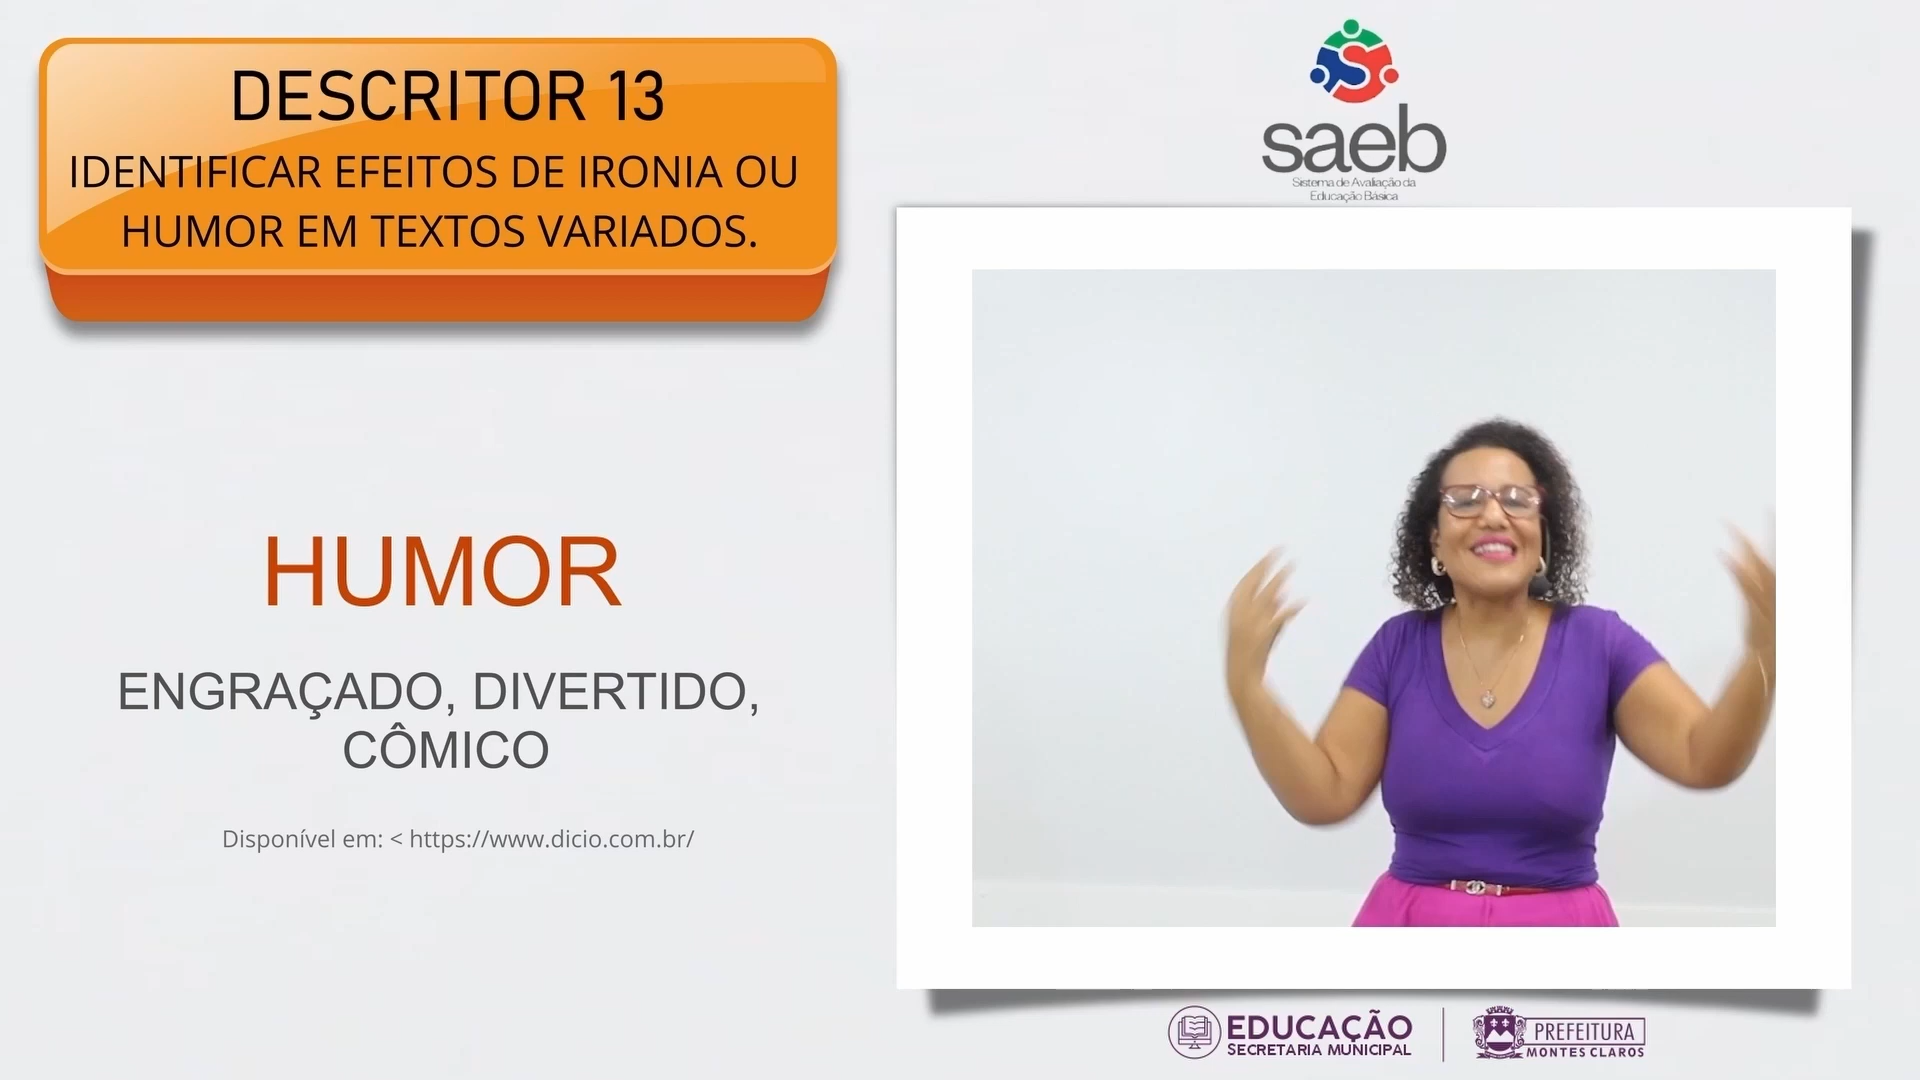 DESCRITOR 13
IDENTIFICAR EFEITOS DE IRONIA OU
HUMOR EM TEXTOS VARIADOS.
saeb
Sistema de Avaliação da
Educação Básica
HUMOR
ENGRAÇADO, DIVERTIDO,
CÔMICO
Disponível em: < https://www.dicio.com.br/
EDUCAÇÃO
SECRETARIA MUNICIPAL
PREFEITURA
MONTES CLAROS